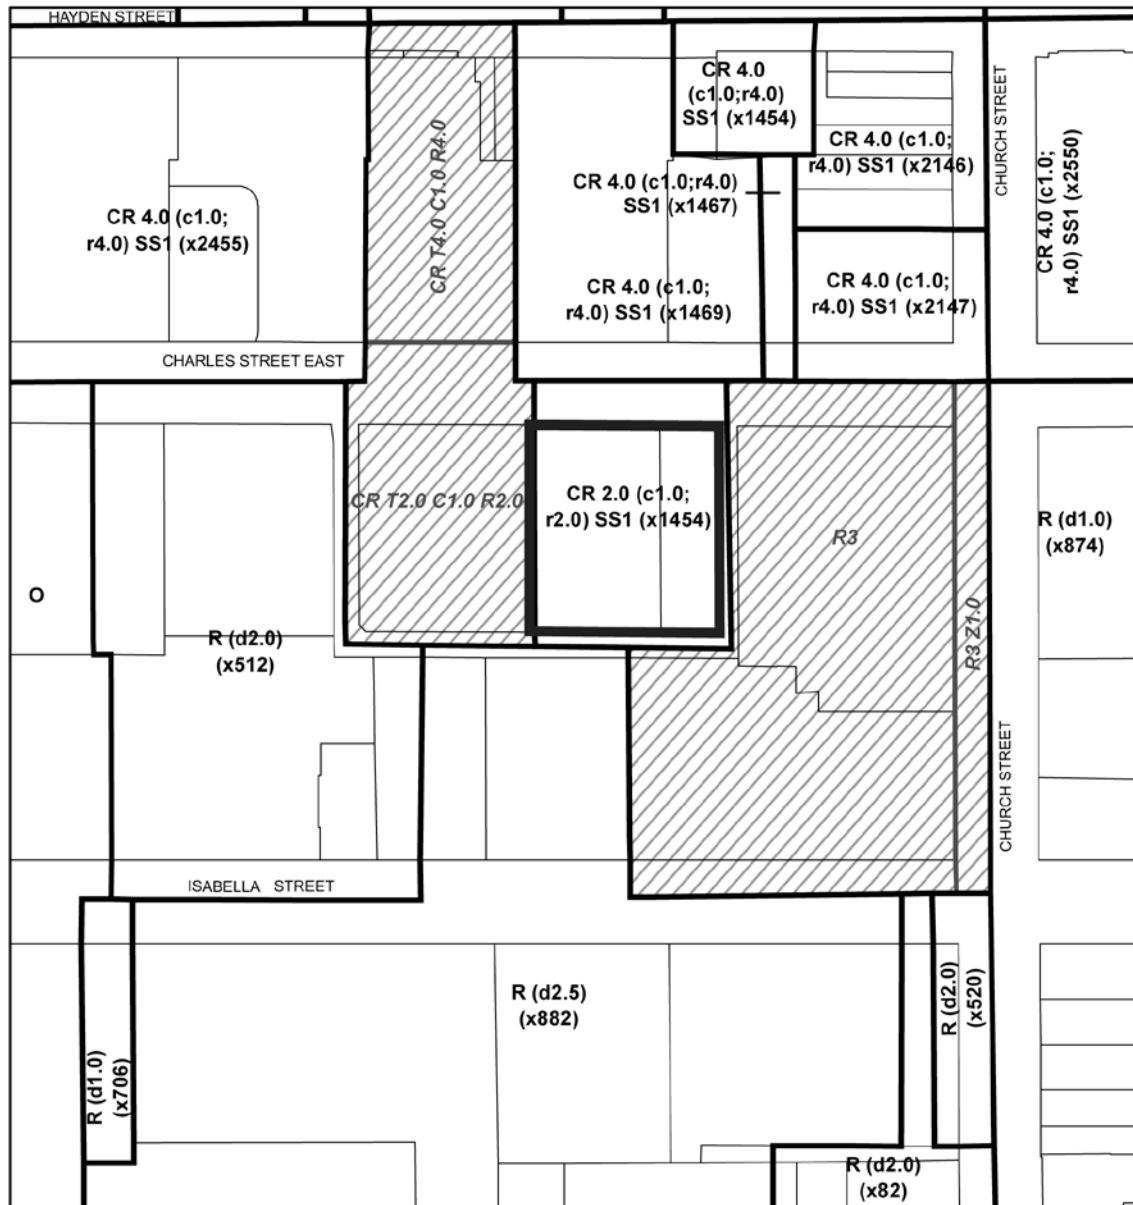 HAYDEN STREET
CR 4.0
(c1.0;r4.0)
SS1 (x1454)
CR 4.0 (c1.0;
r4.0) SS1 (x2146)
CHURCH STREET
CR 4.0 (c1.0;
r4.0) SS1 (x2550)
CR T4.0 C1.0 R4.0
CR 4.0 (c1.0;r4.0)
SS1 (x1467)
CR 4.0 (c1.0;
r4.0) SS1 (x2455)
CR 4.0 (c1.0;
r4.0) SS1 (x1469)
CR 4.0 (c1.0;
r4.0) SS1 (x2147)
CHARLES STREET EAST
CR T2.0 C1.0 R2.0
CR 2.0 (c1.0;
r2.0) SS1 (x1454)
R3
R (d1.0)
(x874)
O
R (d2.0)
(x512)
R3 Z1.0
CHURCH STREET
ISABELLA STREET
R (d2.5)
(x882)
R (d2.0)
(x520)
R (d1.0)
(x706)
R (d2.0)
(x82)